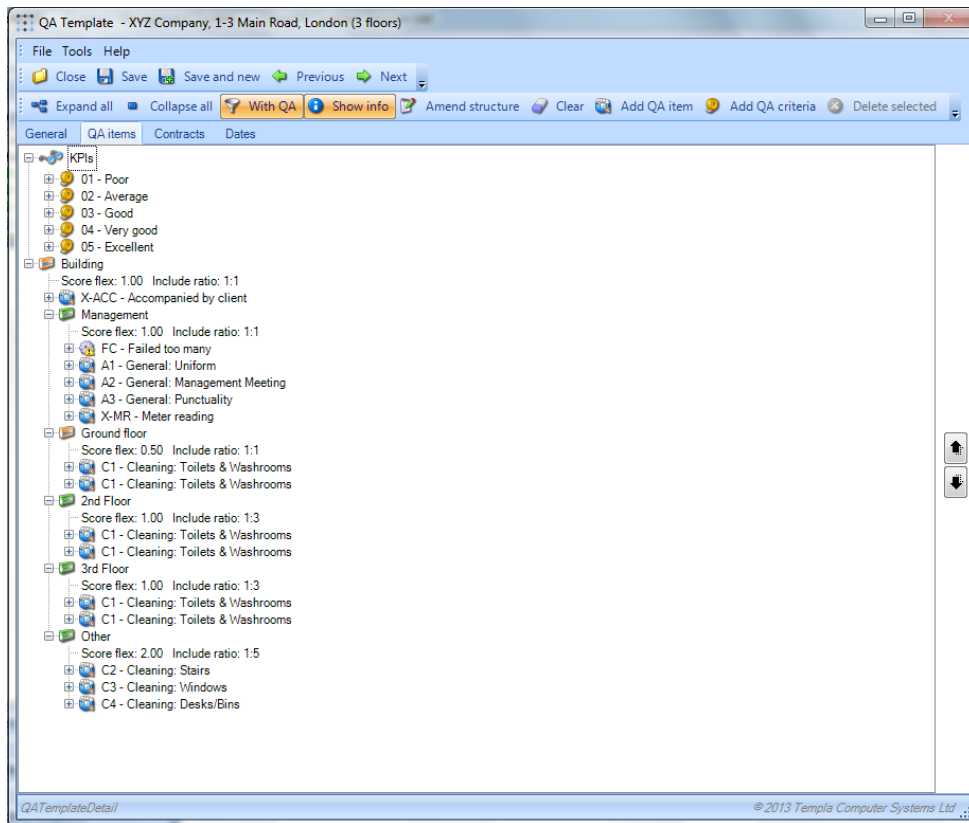 QA Template - XYZ Company, 1-3 Main Road, London (3 floors)
File Tools Help
Close Save Save and new Previous Next
Expand all Collapse all With QA Show info Amend structure Clear Add QA item Add QA criteria Delete selected
General QA items Contracts Dates
KPIs
01 - Poor
02 - Average
03 - Good
04 - Very good
05 - Excellent
Building
Score flex: 1.00 Include ratio: 1:1
X-ACC - Accompanied by client
Management
Score flex: 1.00 Include ratio: 1:1
FC - Failed too many
A1 - General: Uniform
A2 - General: Management Meeting
A3 - General: Punctuality
X-MR - Meter reading
Ground floor
Score flex: 0.50 Include ratio: 1:1
C1 - Cleaning: Toilets & Washrooms
C1 - Cleaning: Toilets & Washrooms
2nd Floor
Score flex: 1.00 Include ratio: 1:3
C1 - Cleaning: Toilets & Washrooms
C1 - Cleaning: Toilets & Washrooms
3rd Floor
Score flex: 1.00 Include ratio: 1:3
C1 - Cleaning: Toilets & Washrooms
C1 - Cleaning: Toilets & Washrooms
Other
Score flex: 2.00 Include ratio: 1:5
C2 - Cleaning: Stairs
C3 - Cleaning: Windows
C4 - Cleaning: Desks/Bins
QATemplateDetail © 2013 Templa Computer Systems Ltd